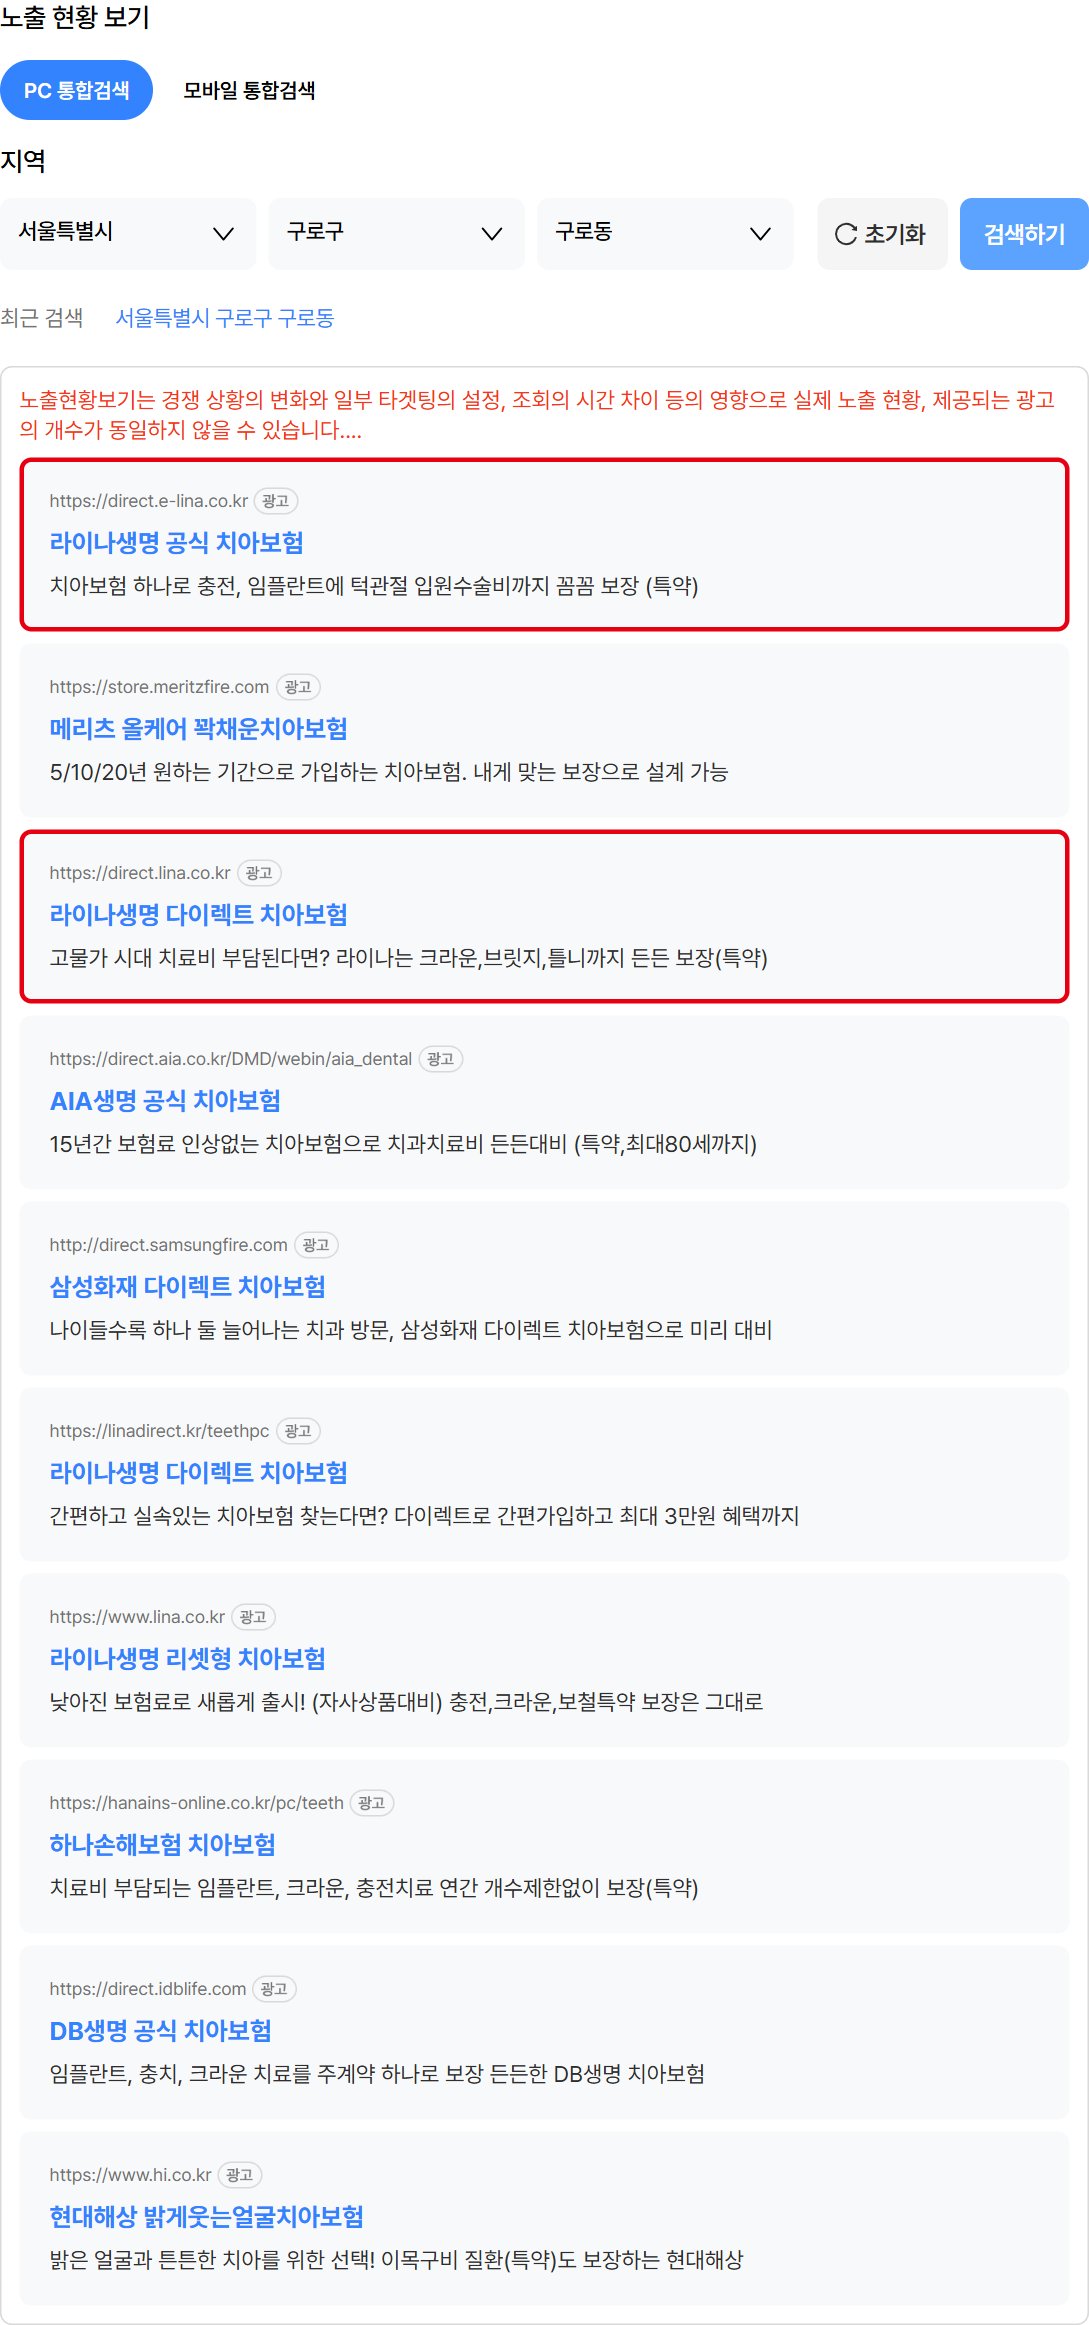 노출 현황 보기
PC 통합검색
모바일 통합검색
지역
서울특별시
구로구
구로동
초기화
검색하기
최근 검색
서울특별시 구로구 구로동
노출현황보기는 경쟁 상황의 변화와 일부 타겟팅의 설정, 조회의 시간 차이 등의 영향으로 실제 노출 현황, 제공되는 광고
의 개수가 동일하지 않을 수 있습니다....
https://direct.e-lina.co.kr 광고
라이나생명 공식 치아보험
치아보험 하나로 충전, 임플란트에 턱관절 입원수술비까지 꼼꼼 보장 (특약)
https://store.meritzfire.com 광고
메리츠 올케어 꽉채운치아보험
5/10/20년 원하는 기간으로 가입하는 치아보험. 내게 맞는 보장으로 설계 가능
https://direct.lina.co.kr 광고
라이나생명 다이렉트 치아보험
고물가 시대 치료비 부담된다면? 라이나는 크라운,브릿지,틀니까지 든든 보장(특약)
https://direct.aia.co.kr/DMD/webin/aia_dental 광고
AIA생명 공식 치아보험
15년간 보험료 인상없는 치아보험으로 치과치료비 든든대비 (특약,최대80세까지)
http://direct.samsungfire.com 광고
삼성화재 다이렉트 치아보험
나이들수록 하나 둘 늘어나는 치과 방문, 삼성화재 다이렉트 치아보험으로 미리 대비
https://linadirect.kr/teethpc 광고
라이나생명 다이렉트 치아보험
간편하고 실속있는 치아보험 찾는다면? 다이렉트로 간편가입하고 최대 3만원 혜택까지
https://www.lina.co.kr 광고
라이나생명 리셋형 치아보험
낮아진 보험료로 새롭게 출시! (자사상품대비) 충전,크라운,보철특약 보장은 그대로
https://hanains-online.co.kr/pc/teeth 광고
하나손해보험 치아보험
치료비 부담되는 임플란트, 크라운, 충전치료 연간 개수제한없이 보장(특약)
https://direct.idblife.com 광고
DB생명 공식 치아보험
임플란트, 충치, 크라운 치료를 주계약 하나로 보장 든든한 DB생명 치아보험
https://www.hi.co.kr 광고
현대해상 밝게웃는얼굴치아보험
밝은 얼굴과 튼튼한 치아를 위한 선택! 이목구비 질환(특약)도 보장하는 현대해상